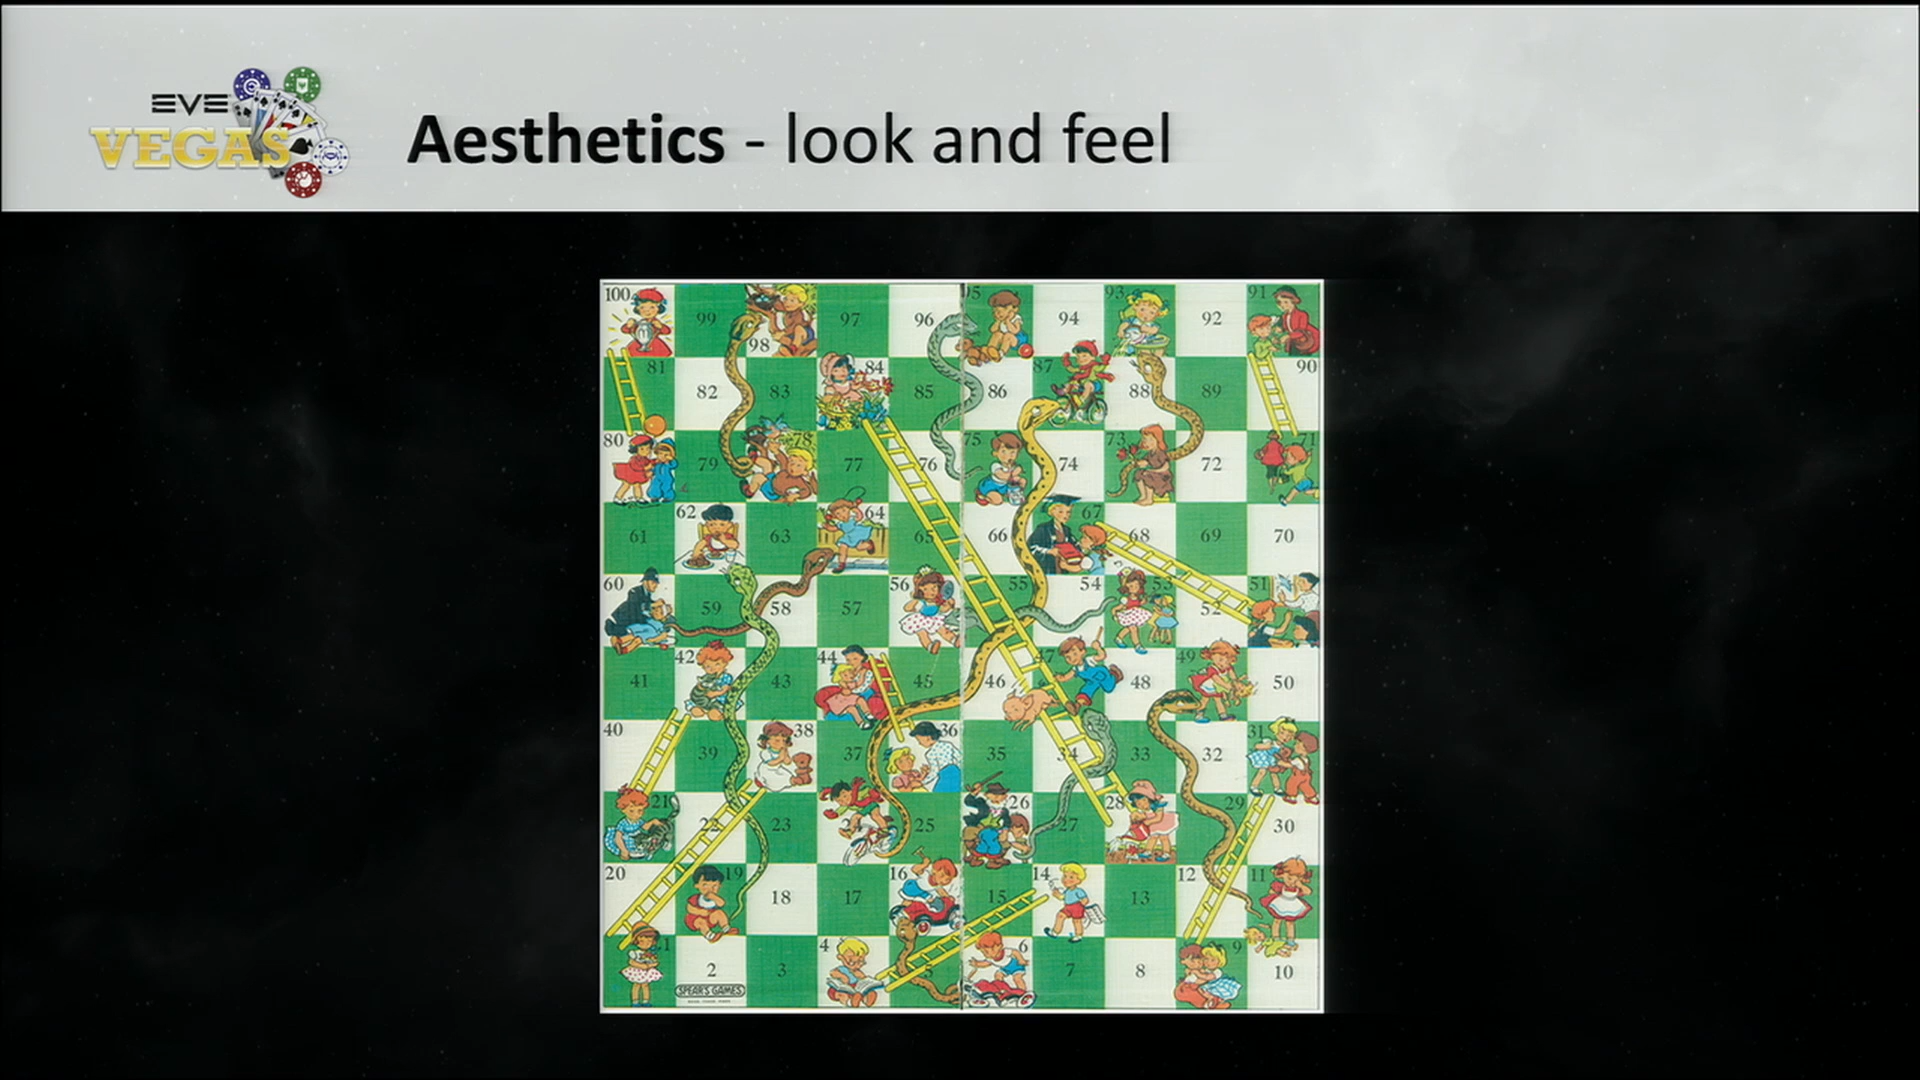 EVE
VEGAS
Aesthetics - look and feel
100 99 98 97 96 95 94 93 92 91
81 82 83 84 85 86 87 88 89 90
80 79 78 77 76 75 74 73 72 71
61 62 63 64 65 66 67 68 69 70
60 59 58 57 56 55 54 53 52 51
41 42 43 44 45 46 47 48 49 50
40 39 38 37 36 35 34 33 32 31
21 22 23 25 26 27 28 29 30
20 19 18 17 16 15 14 13 12 11
1 2 3 4 5 6 7 8 9 10
SPEAR'S GAMES